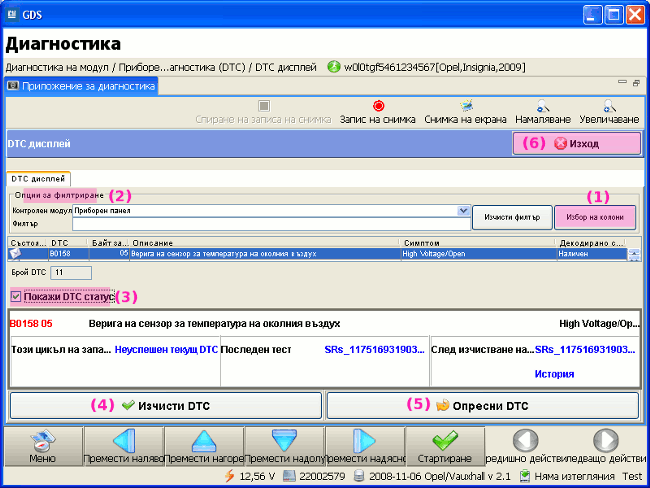 GDS
Диагностика
Диагностика на модул / Приборе...агностика (DTC) / DTC дисплей w0l0tgf5461234567[Opel,Insignia,2009]
Приложение за диагностика
Спиране на записа на снимка Запис на снимка Снимка на екрана Намаляване Увеличаване
DTC дисплей (6) Изход
DTC дисплей
Опции за филтриране (2) (1)
Контролен модул Приборен панел Изчисти филтър Избор на колони
Филтър
Състоя... DTC Байт за... Описание Симптом Декодирано с...
B0158 05 Верига на сензор за температура на околния въздух High Voltage/Open Наличен
Брой DTC 11
Покажи DTC статус (3)
B0158 05 Верига на сензор за температура на околния въздух High Voltage/Op...
Този цикъл на запа... Неуспешен текущ DTC Последен тест SRs_117516931903... След изчистване на... SRs_117516931903...
История
(4) Изчисти DTC (5) Опресни DTC
Меню Премести наляво Премести нагоре Премести надолу Премести надясно Стартиране редишно действи ледващо действи
12,56 V 22002579 2008-11-06 Opel/Vauxhall v 2.1 Няма изтегляния Test